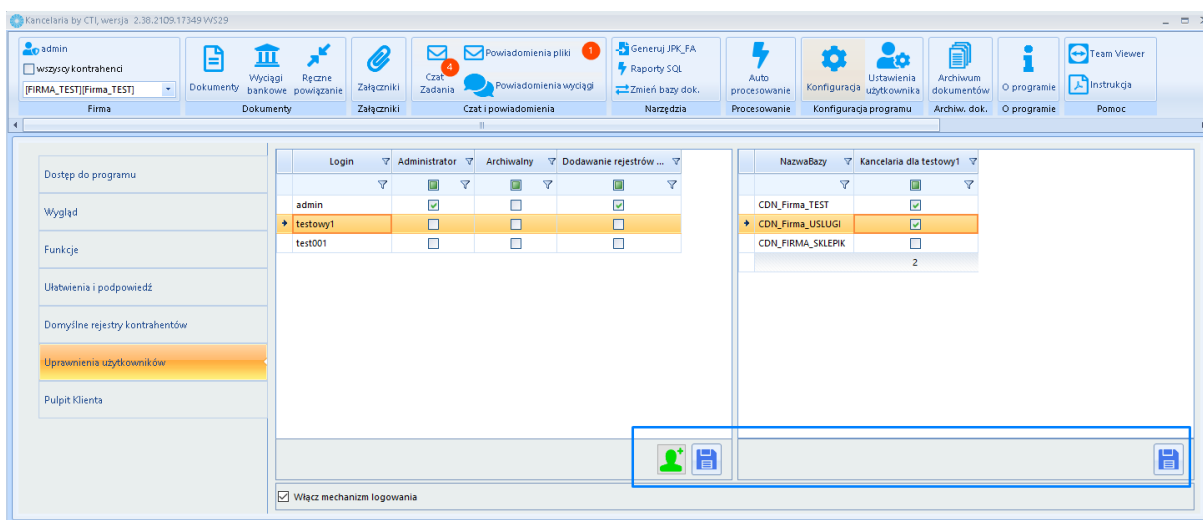 Kancelaria by CTI, wersja 2.38.2109.17349 WS29
admin
wszyscy kontrahenci
[FIRMA_TEST][Firma_TEST]
Firma
Dokumenty
Wyciągi bankowe
Ręczne powiązanie
Dokumenty
Załączniki
Załączniki
4
Czat
Zadania
Powiadomienia pliki
1
Powiadomienia wyciągi
Czat i powiadomienia
Generuj JPK_FA
Raporty SQL
Zmień bazy dok.
Narzędzia
Auto
procesowanie
Procesowanie
Konfiguracja
Ustawienia
użytkownika
Konfiguracja programu
Archiwum
dokumentów
Archiw. dok.
O programie
O programie
Team Viewer
Instrukcja
Pomoc
Dostęp do programu
Wygląd
Funkcje
Ułatwienia i podpowiedź
Domyślne rejestry kontrahentów
Uprawnienia użytkowników
Pulpit Klienta
Login Administrator Archiwalny Dodawanie rejestrów ...
admin
testowy1
test001
NazwaBazy Kancelaria dla testowy1
CDN_Firma_TEST
CDN_Firma_USLUGI
CDN_FIRMA_SKLEPIK
2
Włącz mechanizm logowania